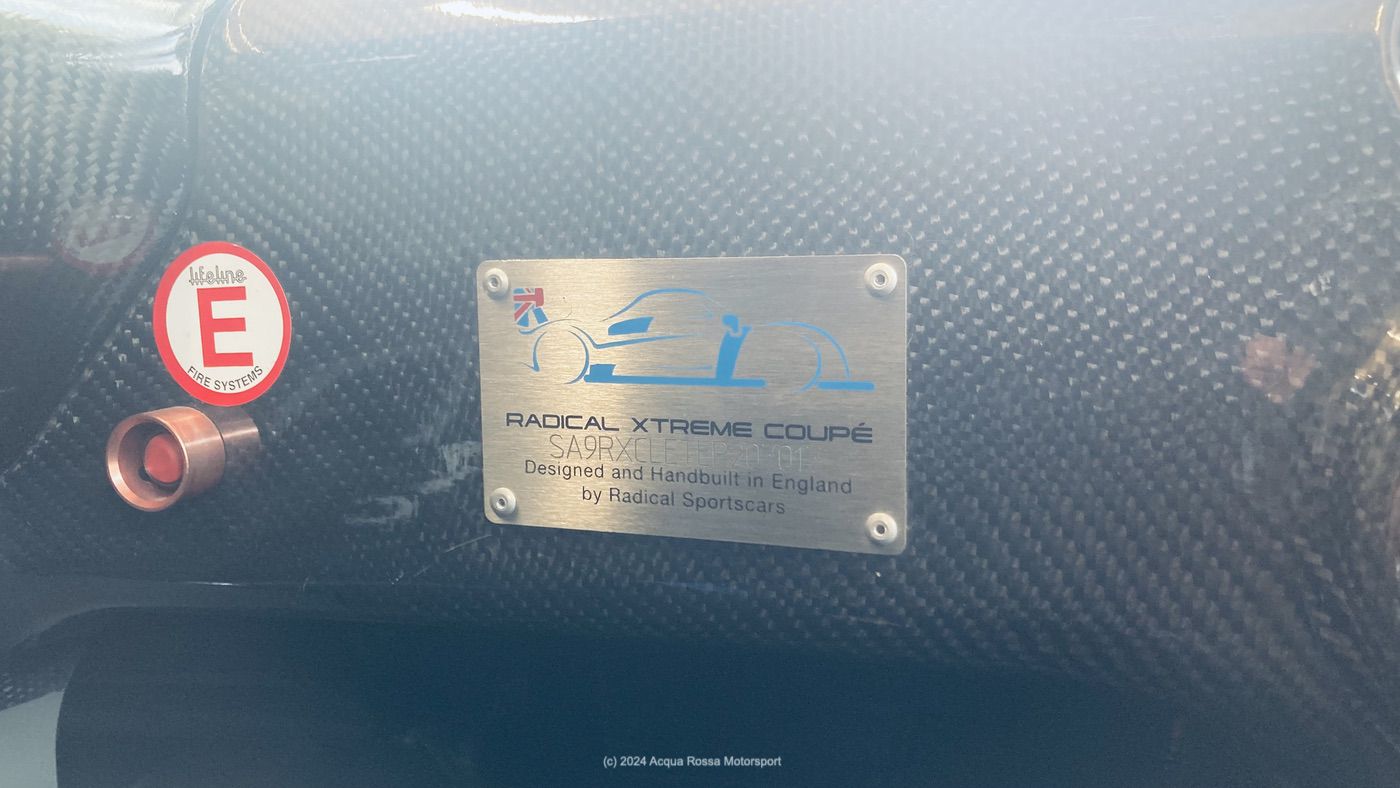 lifeline
E
FIRE SYSTEMS
RADICAL XTREME COUPÉ
Designed and Handbuilt in England
by Radical Sportscars
(c) 2024 Acqua Rossa Motorsport